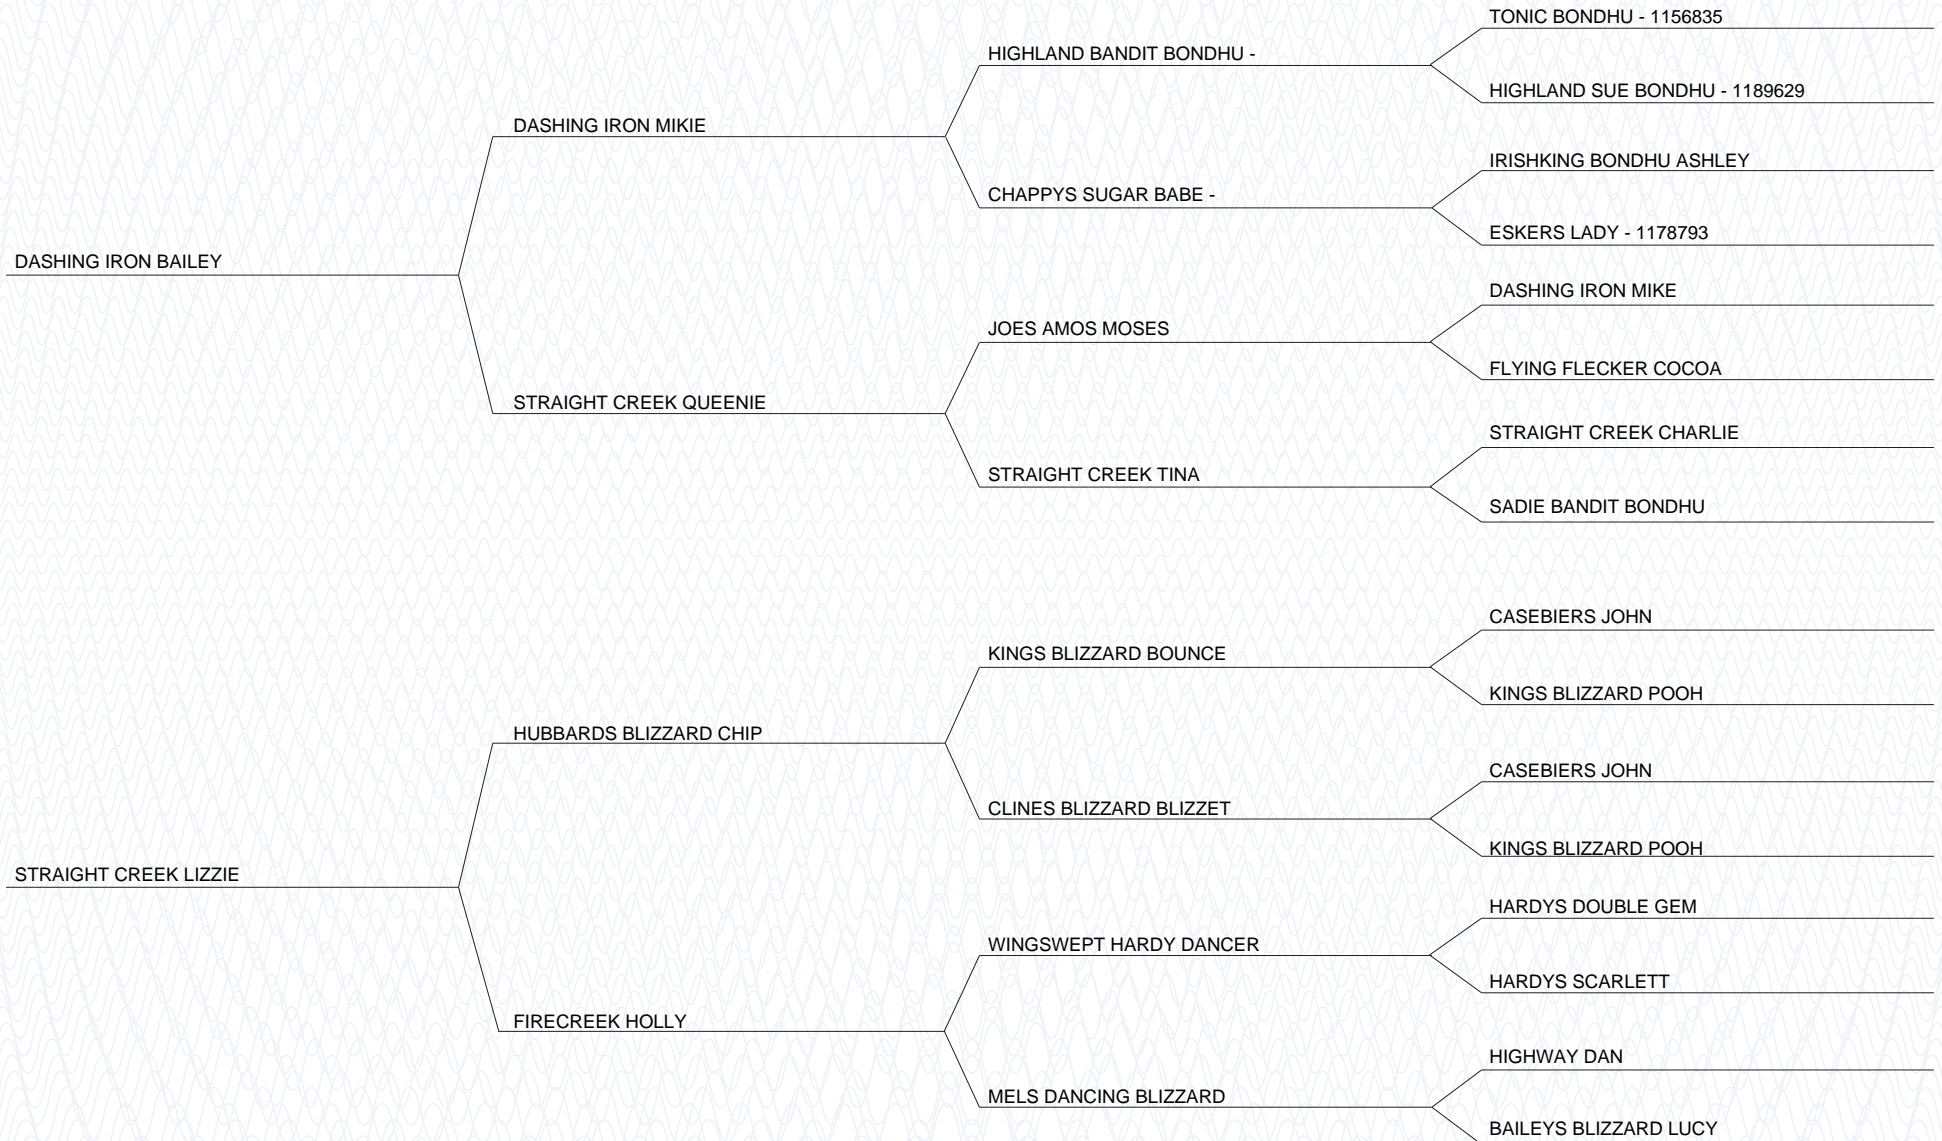 TONIC BONDHU - 1156835
HIGHLAND BANDIT BONDHU -
HIGHLAND SUE BONDHU - 1189629
DASHING IRON MIKIE
IRISHKING BONDHU ASHLEY
CHAPPYS SUGAR BABE -
ESKERS LADY - 1178793
DASHING IRON BAILEY
DASHING IRON MIKE
JOES AMOS MOSES
FLYING FLECKER COCOA
STRAIGHT CREEK QUEENIE
STRAIGHT CREEK CHARLIE
STRAIGHT CREEK TINA
SADIE BANDIT BONDHU
CASEBIERS JOHN
KINGS BLIZZARD BOUNCE
KINGS BLIZZARD POOH
HUBBARDS BLIZZARD CHIP
CASEBIERS JOHN
CLINES BLIZZARD BLIZZET
KINGS BLIZZARD POOH
STRAIGHT CREEK LIZZIE
HARDYS DOUBLE GEM
WINGSWEPT HARDY DANCER
HARDYS SCARLETT
FIRECREEK HOLLY
HIGHWAY DAN
MELS DANCING BLIZZARD
BAILEYS BLIZZARD LUCY